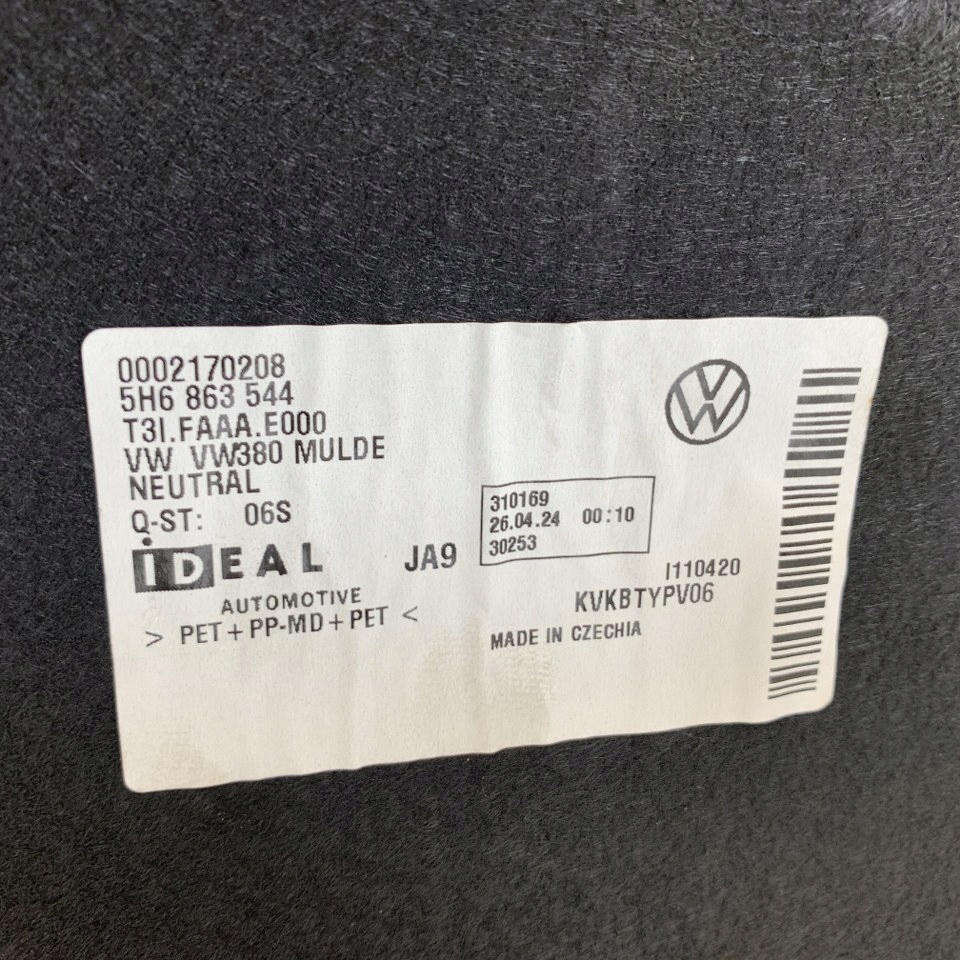 0002170208
5H6 863 544
T3I.FAAA.E000
VW VW380 MULDE
NEUTRAL
Q-ST: 06S
IDEAL JA9
AUTOMOTIVE
> PET+PP-MD+PET <
310169
26.04.24 00:10
30253
I110420
KVKBTYPV06
MADE IN CZECHIA
VW